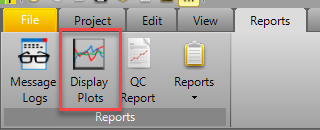 File Project Edit View Reports
Message Logs
Display Plots
QC Report
Reports
Reports